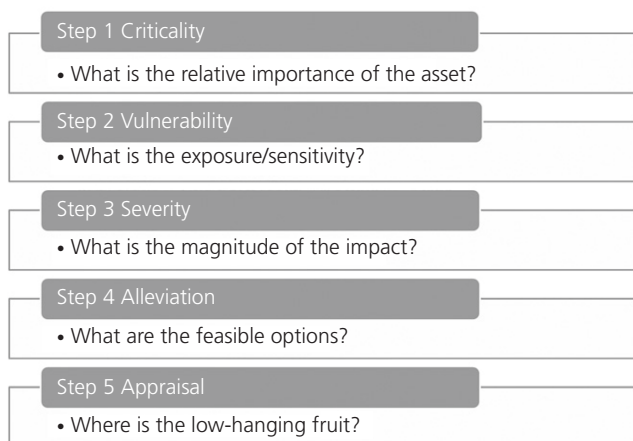 Step 1 Criticality
• What is the relative importance of the asset?
Step 2 Vulnerability
• What is the exposure/sensitivity?
Step 3 Severity
• What is the magnitude of the impact?
Step 4 Alleviation
• What are the feasible options?
Step 5 Appraisal
• Where is the low-hanging fruit?